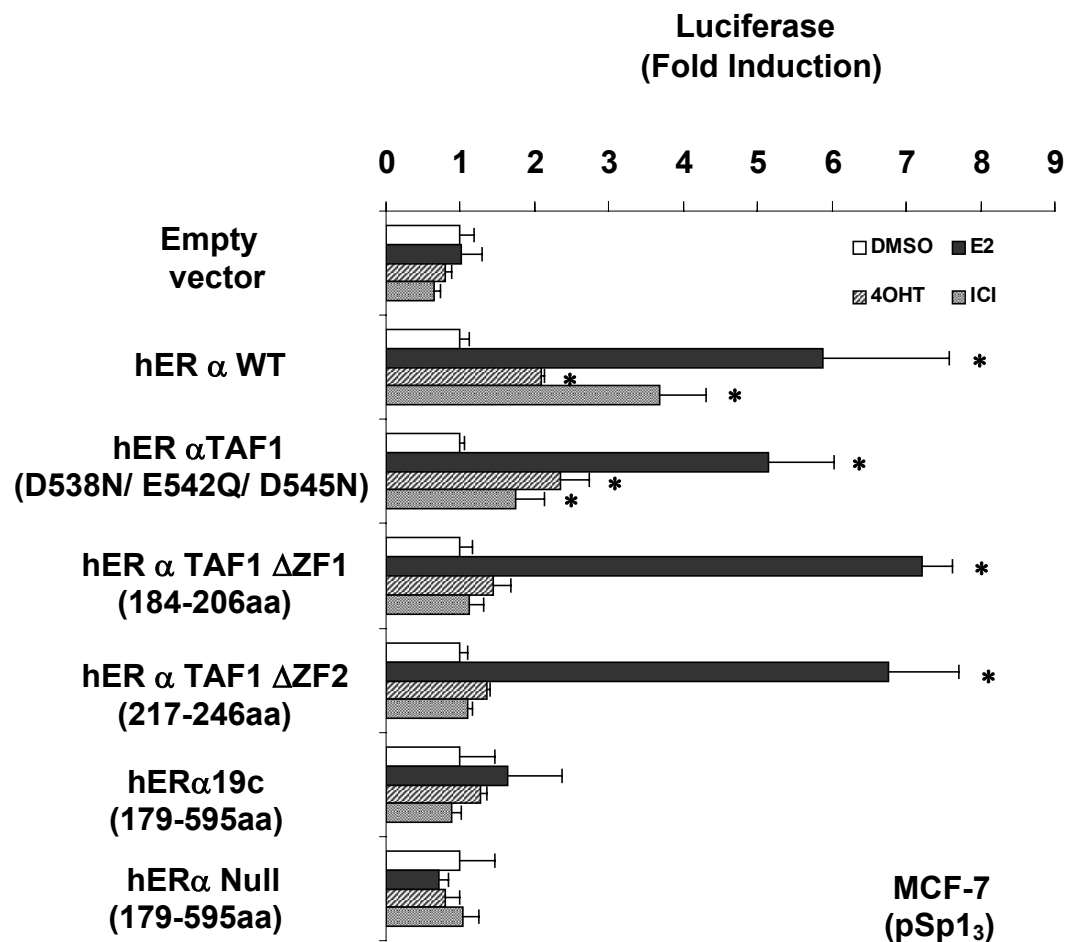 Luciferase
(Fold Induction)
0 1 2 3 4 5 6 7 8 9
Empty
vector
DMSO E2
4OHT ICI
hER α WT
*
*
*
hER αTAF1
(D538N/ E542Q/ D545N)
*
*
*
hER α TAF1 ΔZF1
(184-206aa)
*
hER α TAF1 ΔZF2
(217-246aa)
*
hERα19c
(179-595aa)
hERα Null
(179-595aa)
MCF-7
(pSp1₃)